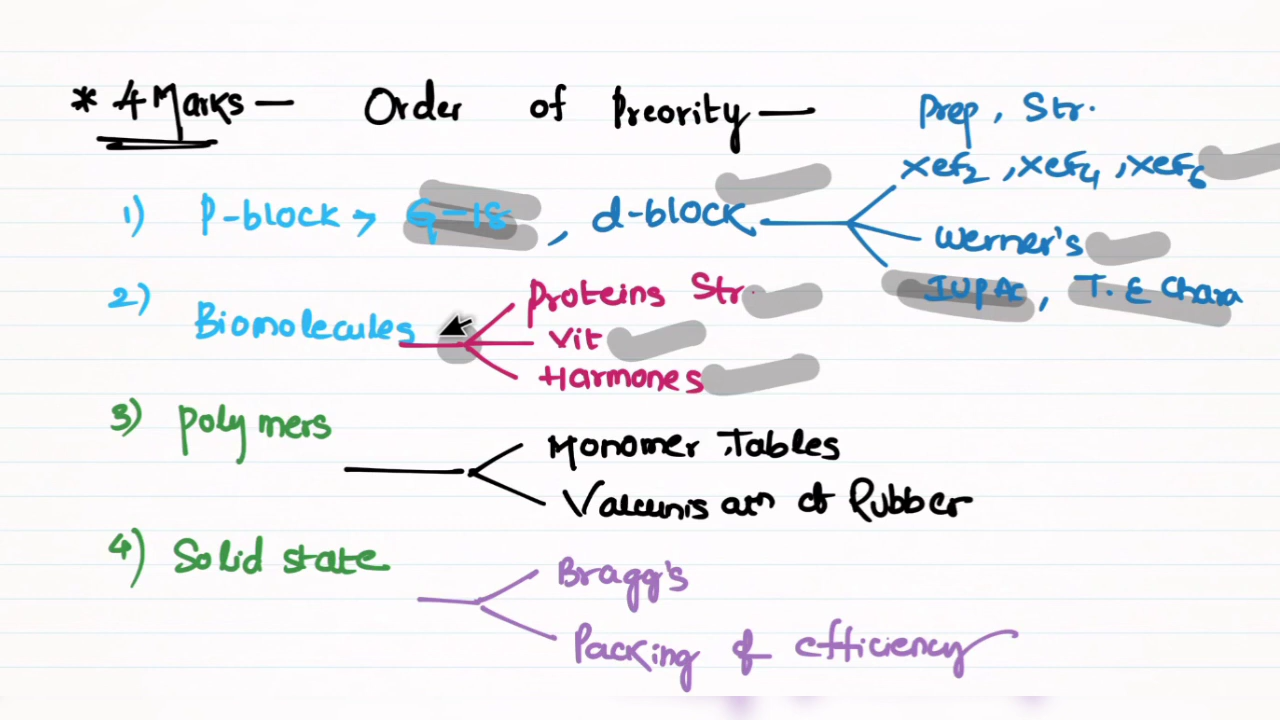 * 4 Marks — Order of Preority —
Prep, Str.
XeF2, XeF4, XeF6
1) P-block → G-18, d-block
Werner's
IUPAC, T. E Chara
2) Biomolecules
Proteins Str.
Vit
Harmones
3) Polymers
Monomer, Tables
Valcunisatn of Rubber
4) Solid state
Bragg's
Packing of efficiency